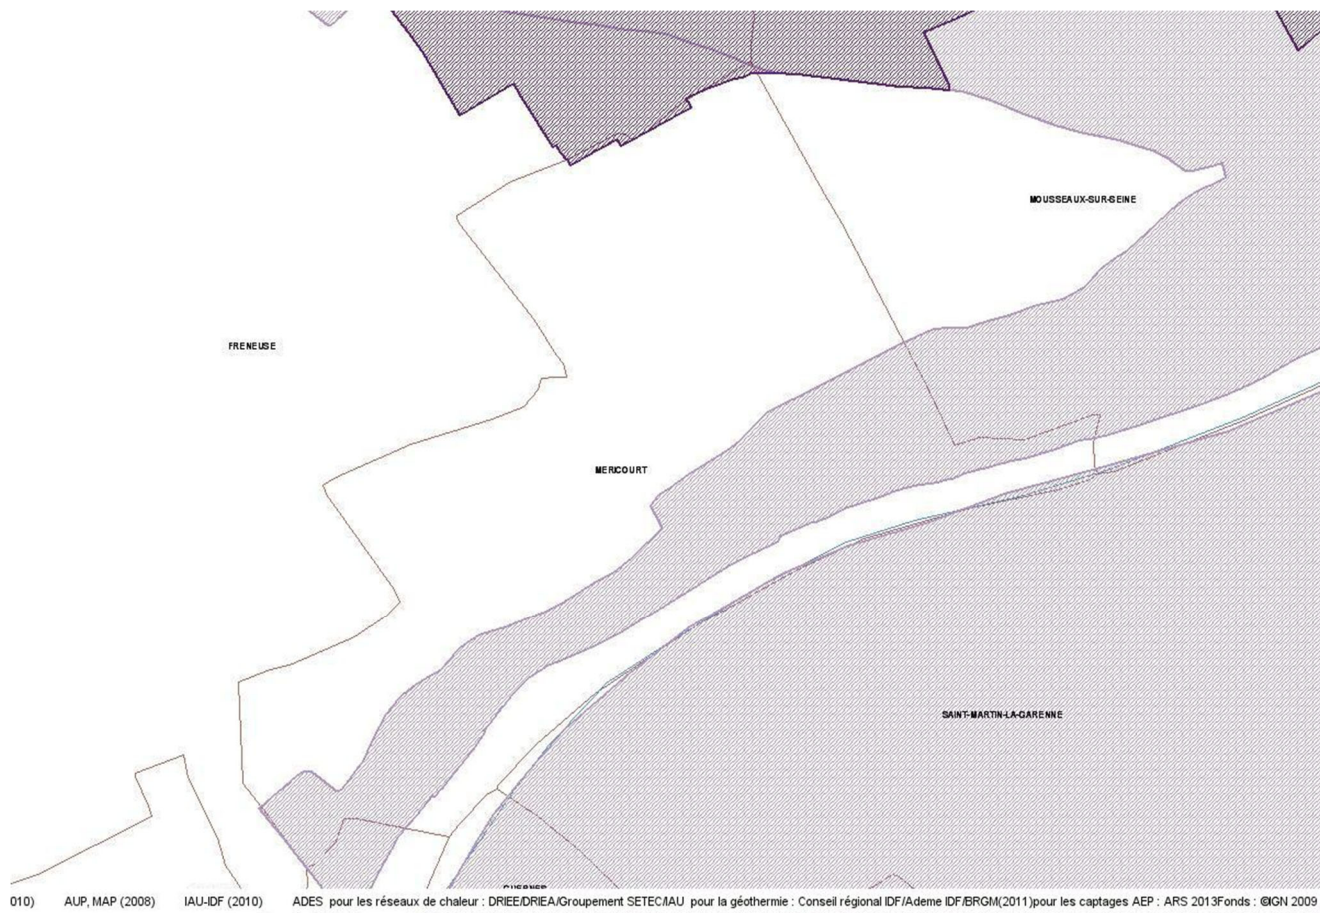 MOUSSEAUX-SUR-SEINE
FRENEUSE
MERICOURT
SAINT-MARTIN-LA-GARENNE
010) AUP, MAP (2008) IAU-IDF (2010) ADES pour les réseaux de chaleur : DRIEE/DRIEA/Groupement SETEC/IAU pour la géothermie : Conseil régional IDF/Ademe IDF/BRGM(2011)pour les captages AEP : ARS 2013Fonds : ©IGN 2009